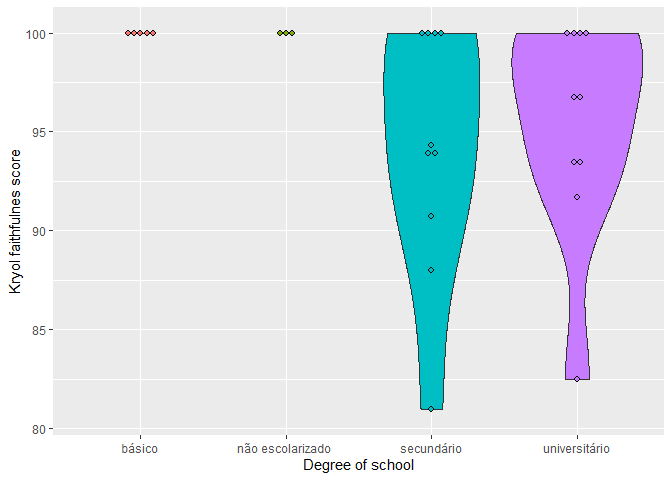 100
95
90
85
80
Kryol faithfulnes score
básico
não escolarizado
secundário
universitário
Degree of school